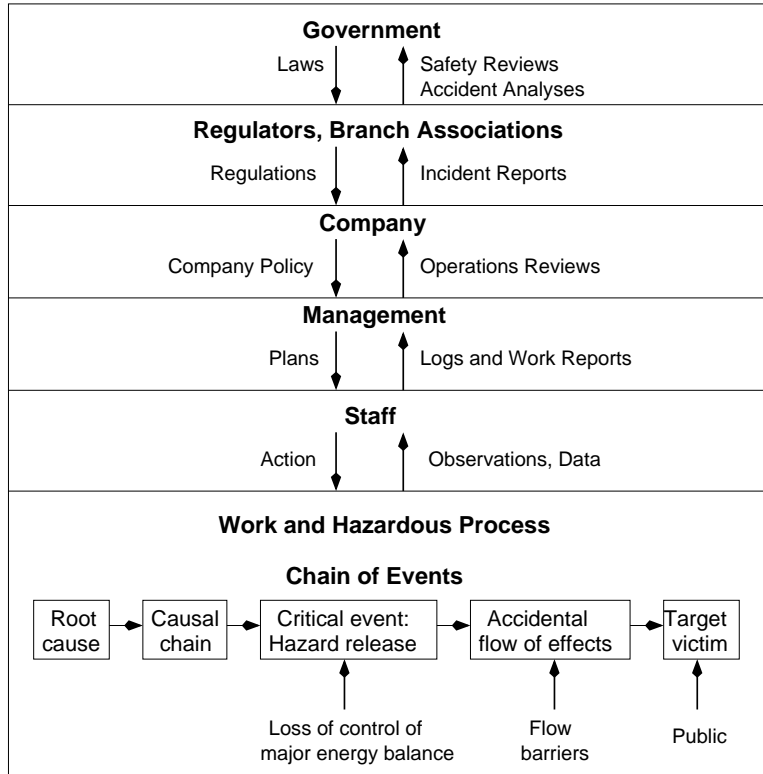 Government
Laws
Safety Reviews
Accident Analyses
Regulators, Branch Associations
Regulations
Incident Reports
Company
Company Policy
Operations Reviews
Management
Plans
Logs and Work Reports
Staff
Action
Observations, Data
Work and Hazardous Process
Chain of Events
Root
cause
Causal
chain
Critical event:
Hazard release
Accidental
flow of effects
Target
victim
Loss of control of
major energy balance
Flow
barriers
Public